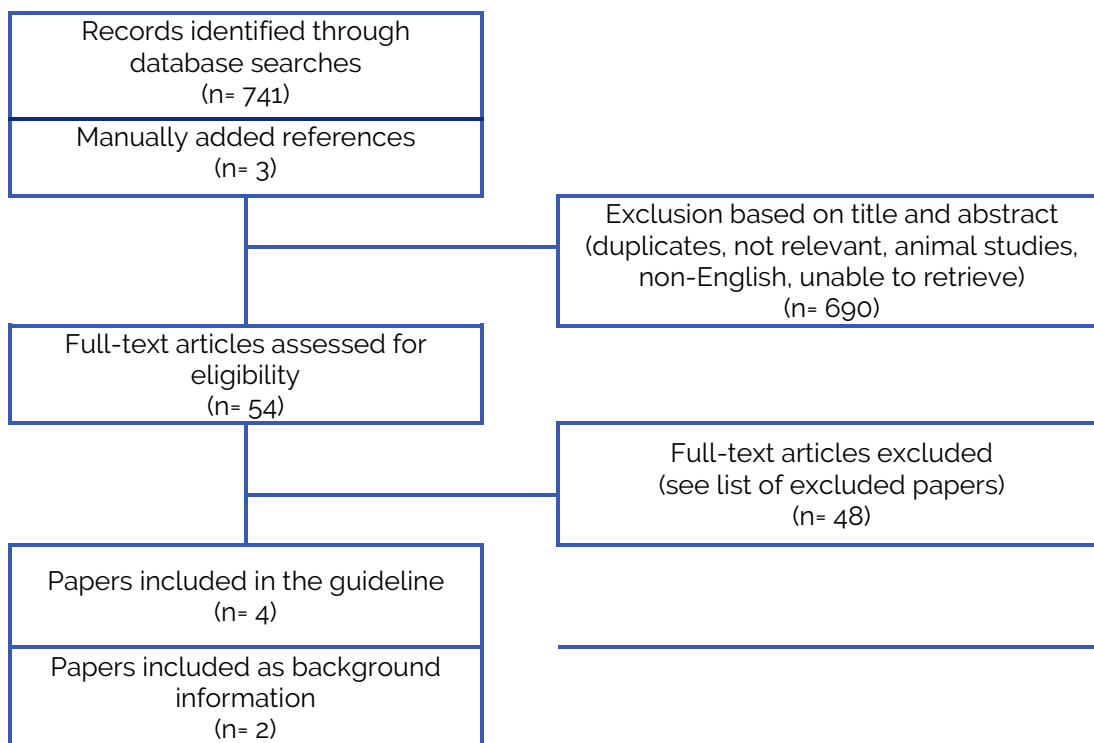 Records identified through
database searches
(n= 741)
Manually added references
(n= 3)
Exclusion based on title and abstract
(duplicates, not relevant, animal studies,
non-English, unable to retrieve)
(n= 690)
Full-text articles assessed for
eligibility
(n= 54)
Full-text articles excluded
(see list of excluded papers)
(n= 48)
Papers included in the guideline
(n= 4)
Papers included as background
information
(n= 2)